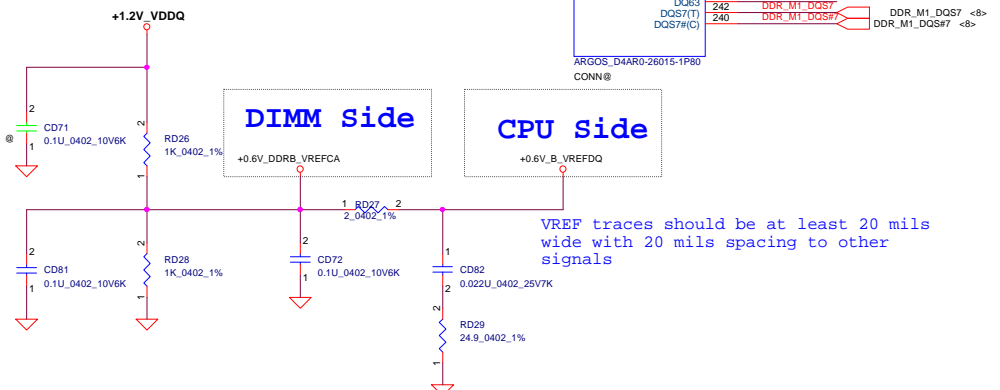 DQ63
DQS7(T)
DQS7#(C)
242
240
DDR_M1_DQS7
DDR_M1_DQS#7
DDR_M1_DQS7 <8>
DDR_M1_DQS#7 <8>
ARGOS_D4AR0-26015-1P80
CONN@
+1.2V_VDDQ
2
@
1
CD71
0.1U_0402_10V6K
2
1
RD26
1K_0402_1%
DIMM Side
+0.6V_DDRB_VREFCA
CPU Side
+0.6V_B_VREFDQ
1 RD27 2
2_0402_1%
VREF traces should be at least 20 mils
wide with 20 mils spacing to other
signals
2
1
CD81
0.1U_0402_10V6K
2
1
RD28
1K_0402_1%
2
1
CD72
0.1U_0402_10V6K
1
2
CD82
0.022U_0402_25V7K
2
1
RD29
24.9_0402_1%